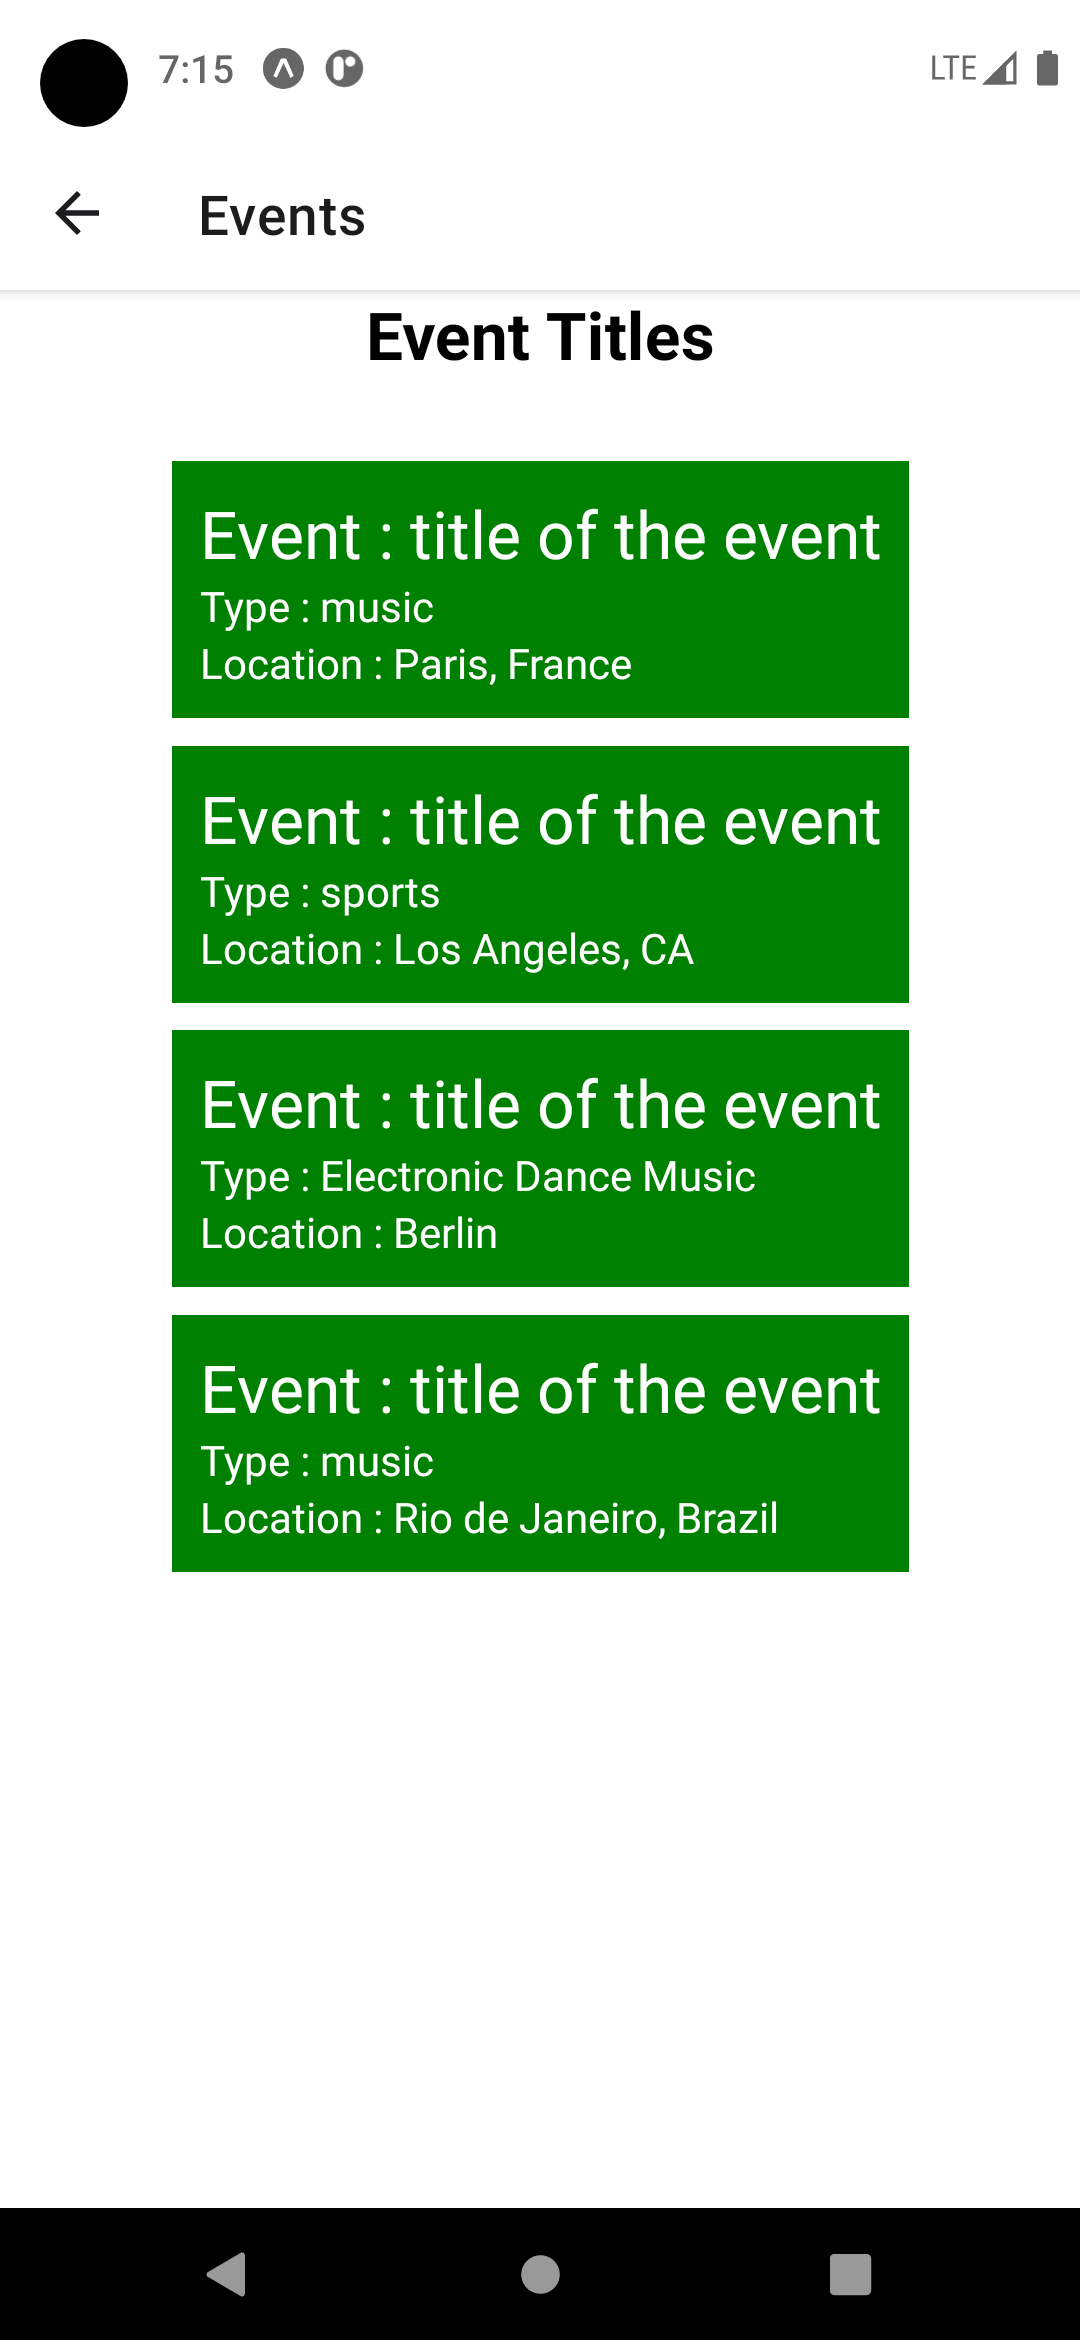 7:15
LTE
Events
Event Titles
Event : title of the event
Type : music
Location : Paris, France
Event : title of the event
Type : sports
Location : Los Angeles, CA
Event : title of the event
Type : Electronic Dance Music
Location : Berlin
Event : title of the event
Type : music
Location : Rio de Janeiro, Brazil